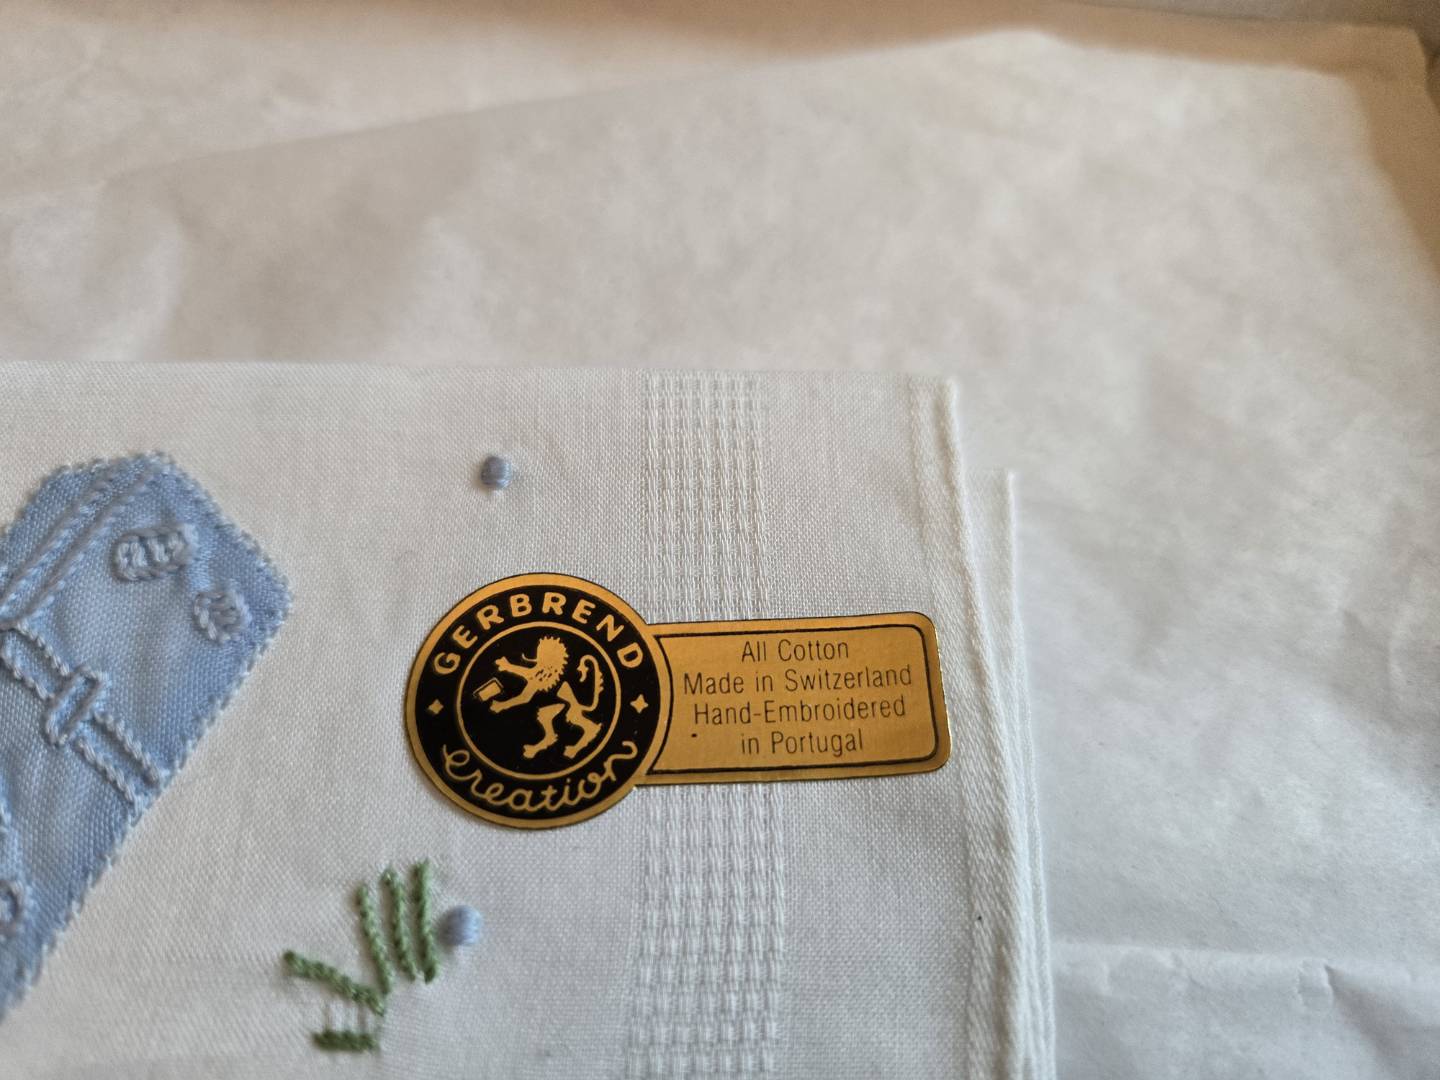 GERBREND
creation
All Cotton
Made in Switzerland
Hand-Embroidered
in Portugal